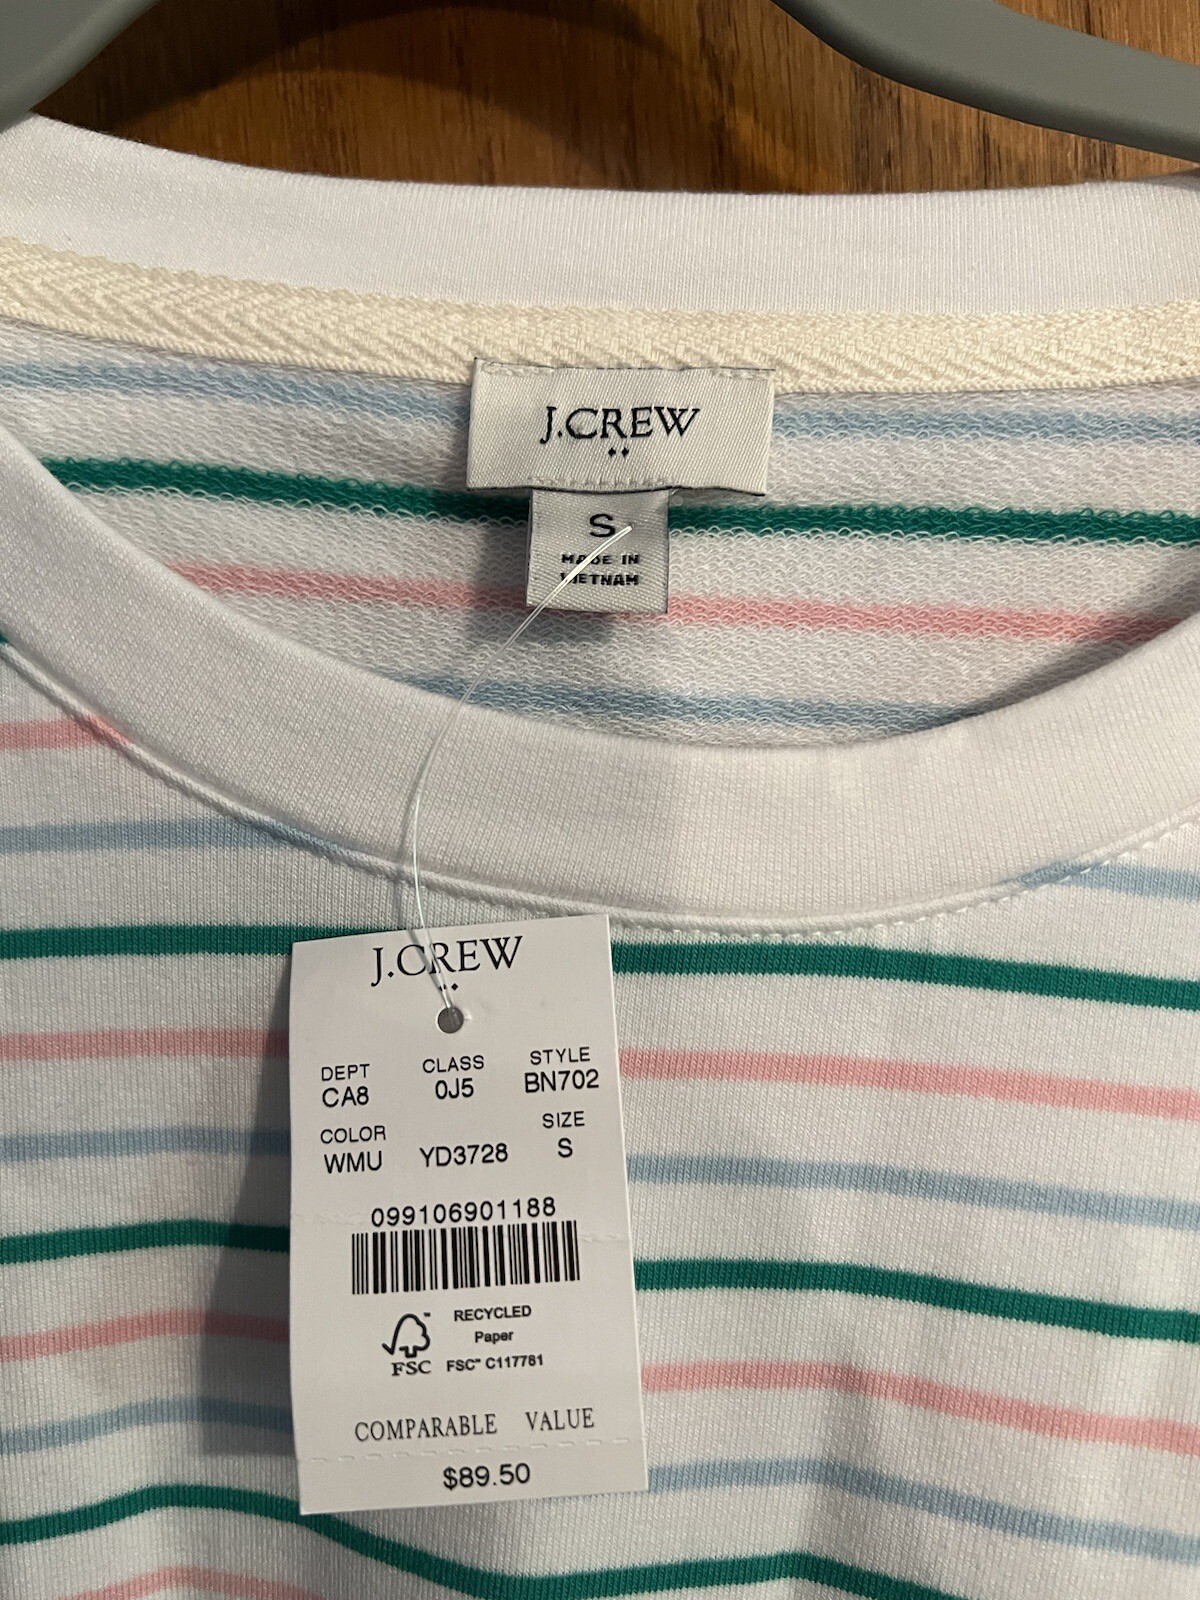 J.CREW
S
MADE IN
VIETNAM
J.CREW
DEPT CLASS STYLE
CA8 0J5 BN702
COLOR SIZE
WMU YD3728 S
099106901188
RECYCLED
Paper
FSC™ C117781
FSC
COMPARABLE VALUE
$89.50